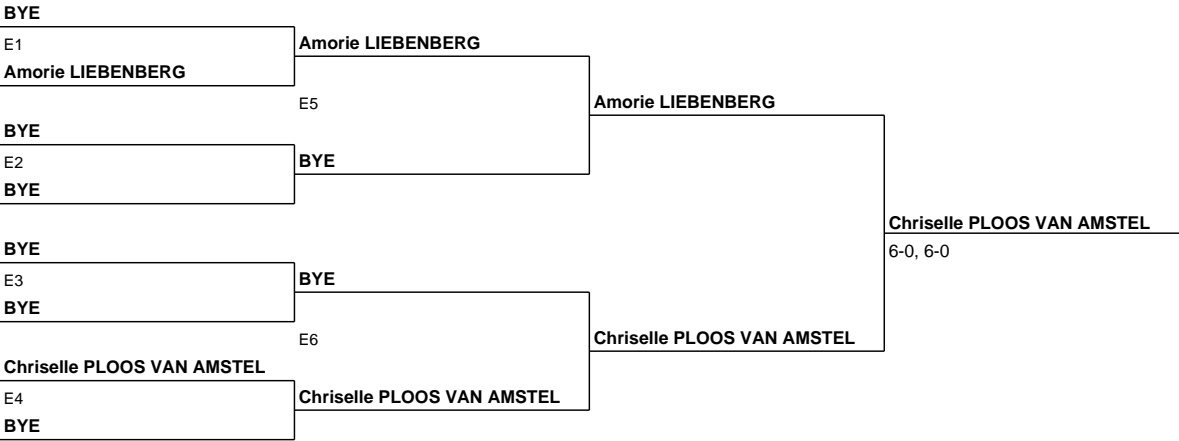 BYE
E1
Amorie LIEBENBERG
Amorie LIEBENBERG
E5
Amorie LIEBENBERG
BYE
E2
BYE
BYE
Chriselle PLOOS VAN AMSTEL
6-0, 6-0
BYE
E3
BYE
BYE
E6
Chriselle PLOOS VAN AMSTEL
Chriselle PLOOS VAN AMSTEL
E4
Chriselle PLOOS VAN AMSTEL
BYE